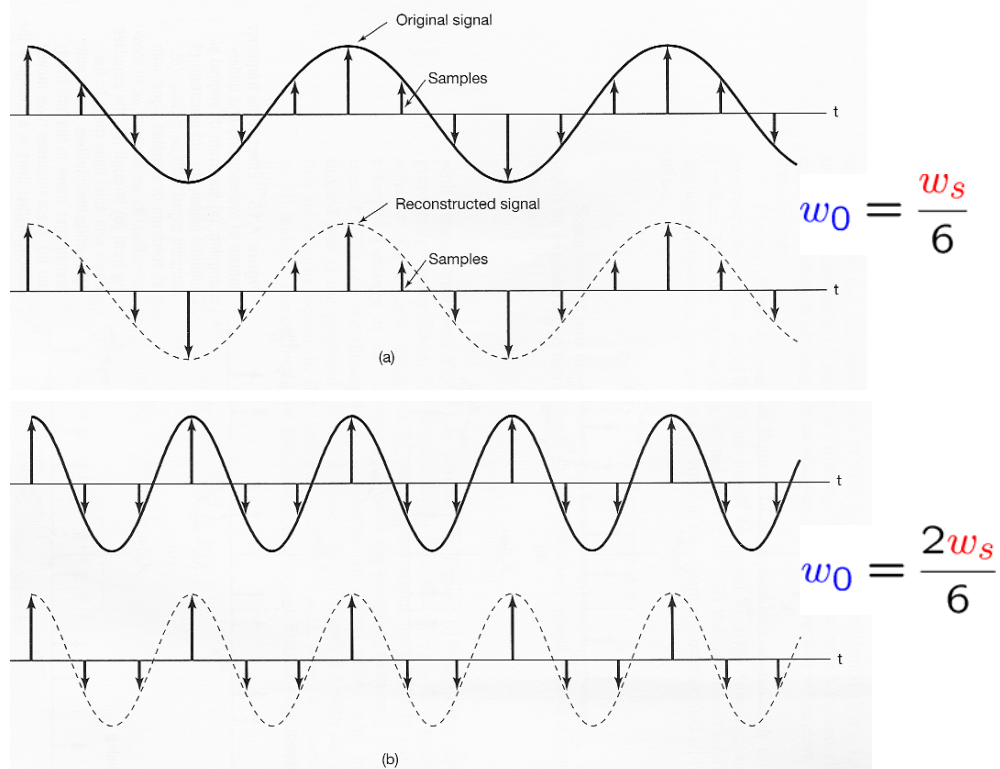 Original signal
Samples
t
w₀ = wₛ/6
Reconstructed signal
Samples
t
(a)
t
w₀ = 2wₛ/6
t
(b)